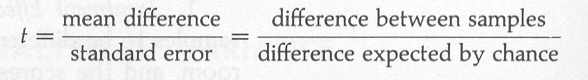 t = mean difference / standard error = difference between samples / difference expected by chance